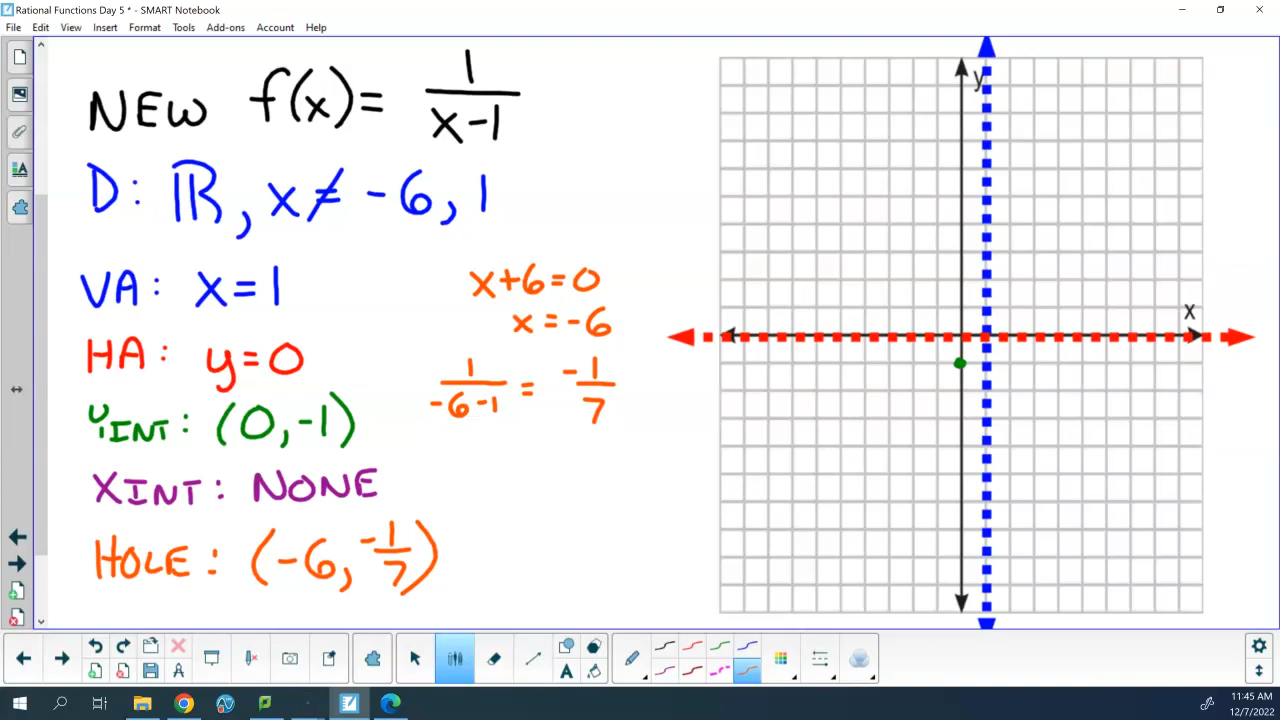 Rational Functions Day 5 * - SMART Notebook
File Edit View Insert Format Tools Add-ons Account Help
NEW f(x)= 1/(x-1)
D: ℝ, x≠ -6, 1
VA: x=1
HA: y=0
yINT: (0,-1)
XINT: NONE
HOLE: (-6, -1/7)
x+6=0
x=-6
1/(-6-1) = -1/7
y
x
11:45 AM
12/7/2022